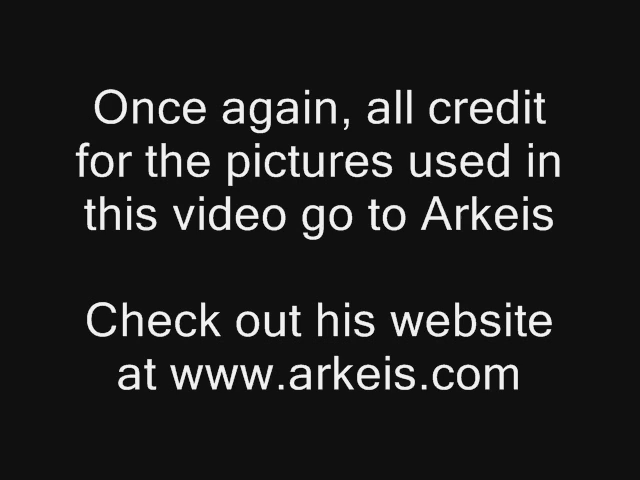 Once again, all credit
for the pictures used in
this video go to Arkeis
Check out his website
at www.arkeis.com